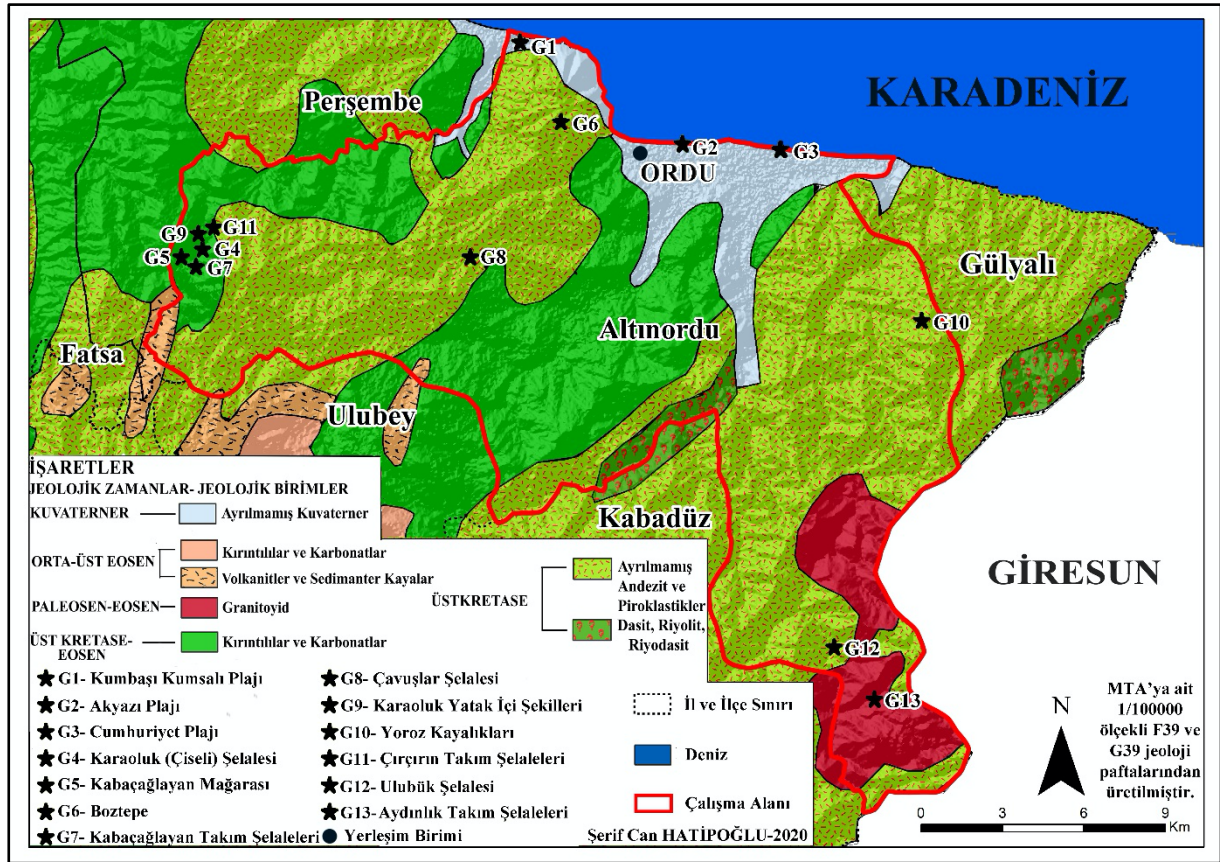 KARADENİZ
G1
Perşembe
G6
G2
G3
ORDU
G11
G9
G4
G5
G7
G8
Gülyalı
Altınordu
G10
Fatsa
Ulubey
Kabadüz
GİRESUN
G12
G13
İŞARETLER
JEOLOJİK ZAMANLAR- JEOLOJİK BİRİMLER
KUVATERNER
Ayrılmamış Kuvaterner
ORTA-ÜST EOSEN
Kırıntılılar ve Karbonatlar
Volkanitler ve Sedimanter Kayalar
PALEOSEN-EOSEN
Granitoyid
ÜST KRETASE-
EOSEN
Kırıntılılar ve Karbonatlar
ÜSTKRETASE
Ayrılmamış
Andezit ve
Piroklastikler
Dasit, Riyolit,
Riyodasit
G1- Kumbaşı Kumsalı Plajı
G2- Akyazı Plajı
G3- Cumhuriyet Plajı
G4- Karaoluk (Çiseli) Şelalesi
G5- Kabaçağlayan Mağarası
G6- Boztepe
G7- Kabaçağlayan Takım Şelaleleri
G8- Çavuşlar Şelalesi
G9- Karaoluk Yatak İçi Şekilleri
G10- Yoroz Kayalıkları
G11- Çırçırın Takım Şelaleleri
G12- Ulubük Şelalesi
G13- Aydınlık Takım Şelaleleri
Yerleşim Birimi
İl ve İlçe Sınırı
Deniz
Çalışma Alanı
Şerif Can HATİPOĞLU-2020
N
0 3 6 9
Km
MTA'ya ait
1/100000
ölçekli F39 ve
G39 jeoloji
paftalarından
üretilmiştir.